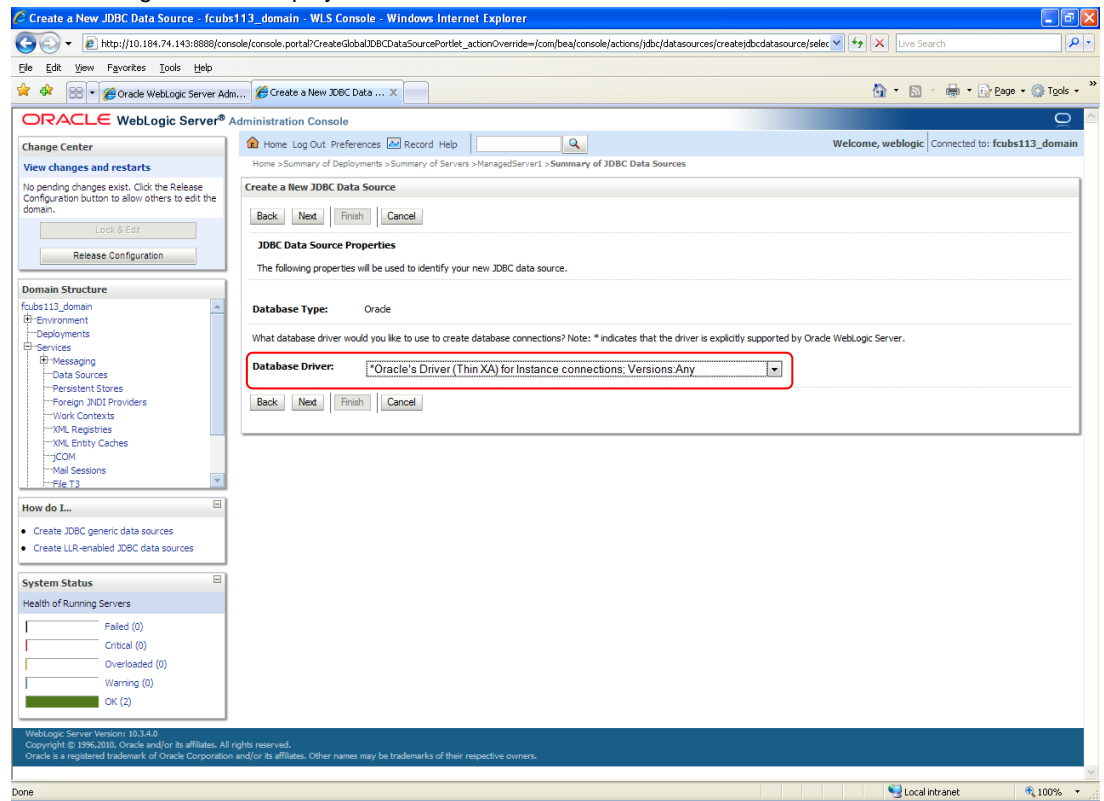 Create a New JDBC Data Source - fcubs113_domain - WLS Console - Windows Internet Explorer
http://10.184.74.143:8888/console/console.portal?CreateGlobalJDBCDataSourcePortlet_actionOverride=/com/bea/console/actions/jdbc/datasources/createjdbcdatasource/selec
Live Search
File Edit View Favorites Tools Help
Oracle WebLogic Server Adm... Create a New JDBC Data ... X
Page Tools
ORACLE WebLogic Server® Administration Console
Change Center
View changes and restarts
No pending changes exist. Click the Release
Configuration button to allow others to edit the
domain.
Lock & Edit
Release Configuration
Domain Structure
fcubs113_domain
Environment
Deployments
Services
Messaging
Data Sources
Persistent Stores
Foreign JNDI Providers
Work Contexts
XML Registries
XML Entity Caches
jCOM
Mail Sessions
File T3
How do I...
Create JDBC generic data sources
Create LLR-enabled JDBC data sources
System Status
Health of Running Servers
Failed (0)
Critical (0)
Overloaded (0)
Warning (0)
OK (2)
Home Log Out Preferences Record Help
Welcome, weblogic Connected to: fcubs113_domain
Home >Summary of Deployments >Summary of Servers >ManagedServer1 >Summary of JDBC Data Sources
Create a New JDBC Data Source
Back Next Finish Cancel
JDBC Data Source Properties
The following properties will be used to identify your new JDBC data source.
Database Type: Oracle
What database driver would you like to use to create database connections? Note: * indicates that the driver is explicitly supported by Oracle WebLogic Server.
Database Driver: *Oracle's Driver (Thin XA) for Instance connections; Versions:Any
Back Next Finish Cancel
WebLogic Server Version: 10.3.4.0
Copyright © 1996,2010, Oracle and/or its affiliates. All rights reserved.
Oracle is a registered trademark of Oracle Corporation and/or its affiliates. Other names may be trademarks of their respective owners.
Done
Local intranet
100%